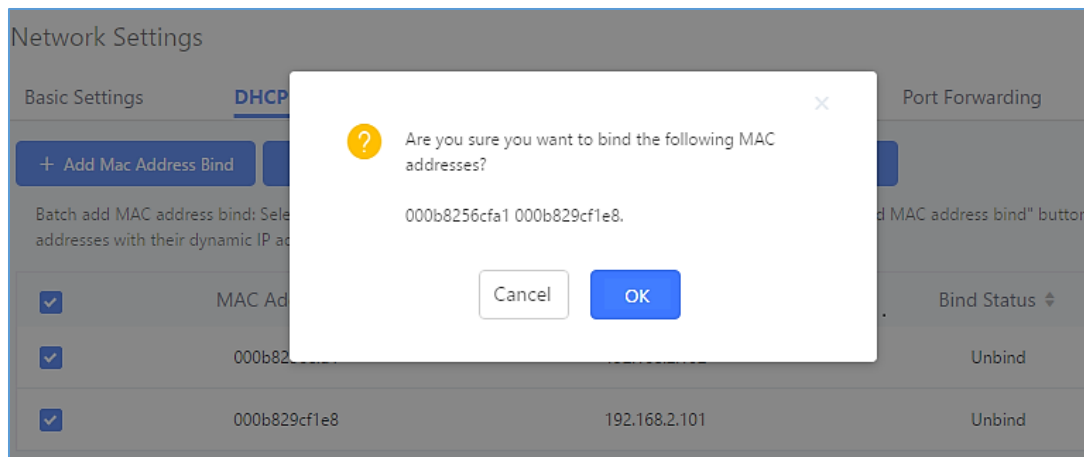 Network Settings
Basic Settings DHCP Port Forwarding
+ Add Mac Address Bind
Are you sure you want to bind the following MAC
addresses?
000b8256cfa1 000b829cf1e8.
Cancel OK
Batch add MAC address bind: MAC address bind" button
addresses with their dynamic IP
MAC Bind Status
Unbind
000b829cf1e8 192.168.2.101 Unbind